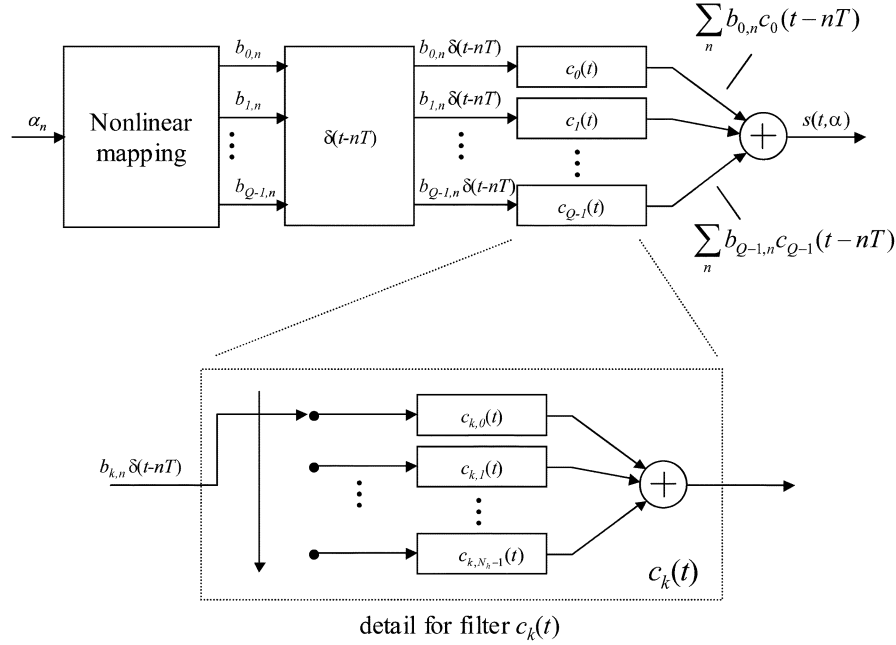 α_n
Nonlinear
mapping
b_{0,n}
b_{1,n}
b_{Q-1,n}
δ(t-nT)
b_{0,n} δ(t-nT)
b_{1,n} δ(t-nT)
b_{Q-1,n} δ(t-nT)
c_0(t)
c_1(t)
c_{Q-1}(t)
∑_n b_{0,n} c_0(t − nT)
+
s(t,α)
∑_n b_{Q−1,n} c_{Q−1}(t − nT)
b_{k,n} δ(t-nT)
c_{k,0}(t)
c_{k,1}(t)
c_{k,N_h−1}(t)
+
c_k(t)
detail for filter c_k(t)